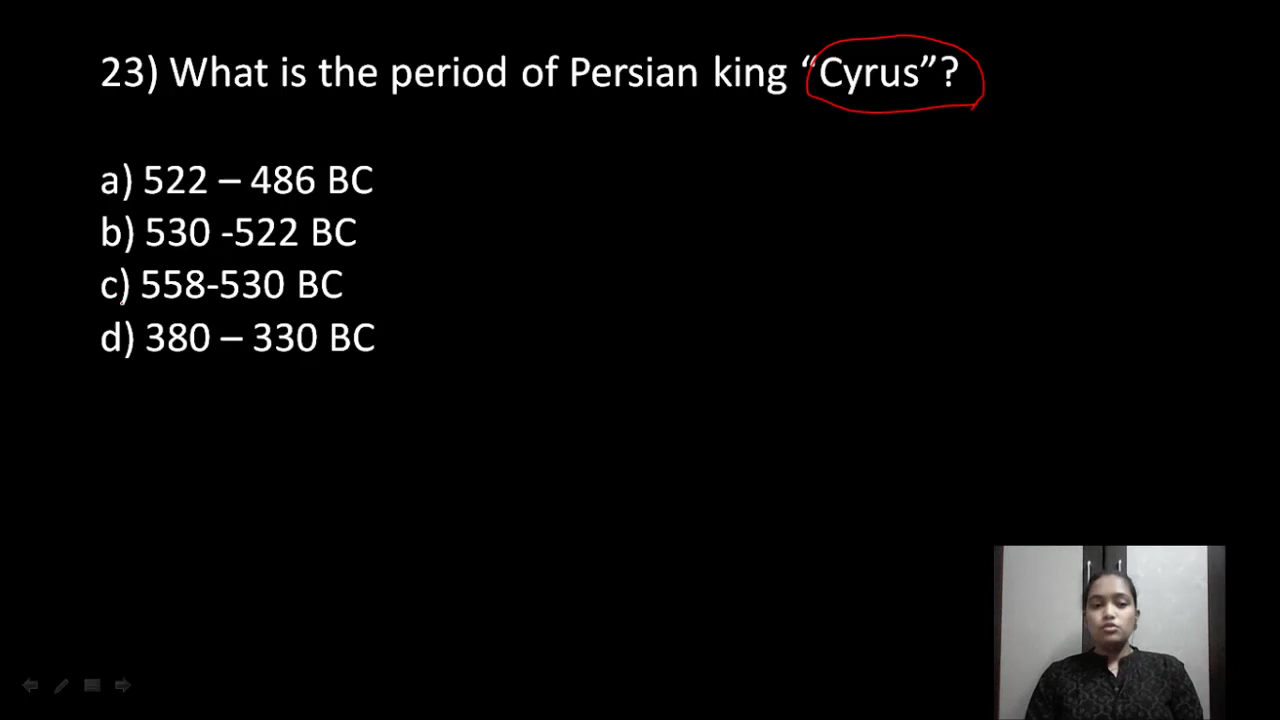 23) What is the period of Persian king “Cyrus”?
a) 522 – 486 BC
b) 530 -522 BC
c) 558-530 BC
d) 380 – 330 BC